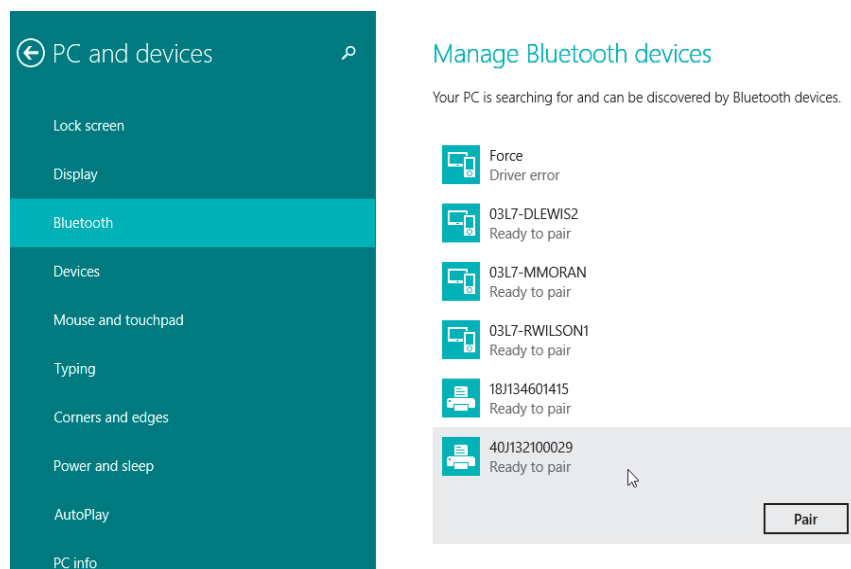 PC and devices
Lock screen
Display
Bluetooth
Devices
Mouse and touchpad
Typing
Corners and edges
Power and sleep
AutoPlay
PC info
Manage Bluetooth devices
Your PC is searching for and can be discovered by Bluetooth devices.
Force
Driver error
03L7-DLEWIS2
Ready to pair
03L7-MMORAN
Ready to pair
03L7-RWILSON1
Ready to pair
18J134601415
Ready to pair
40J132100029
Ready to pair
Pair